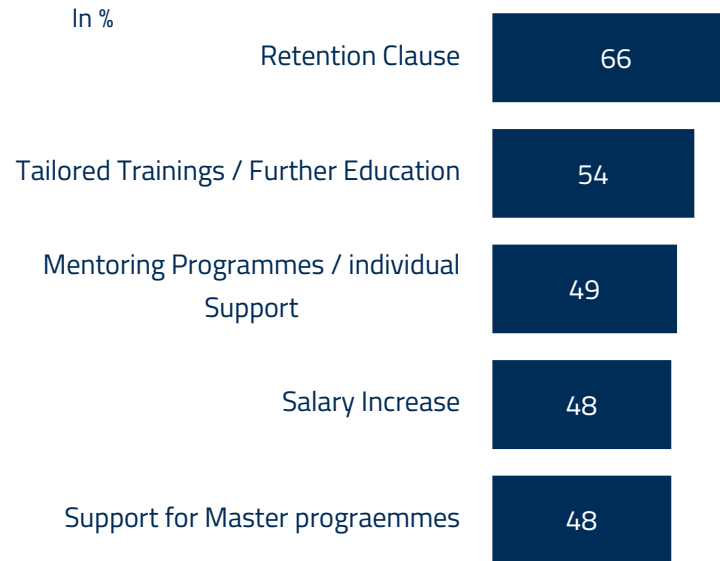 In %
Retention Clause
66
Tailored Trainings / Further Education
54
Mentoring Programmes / individual
Support
49
Salary Increase
48
Support for Master prograemmes
48